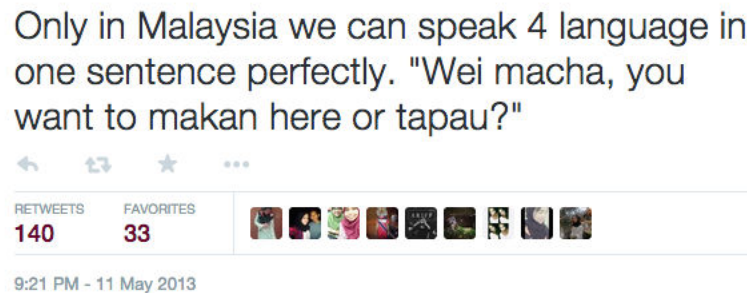 Only in Malaysia we can speak 4 language in
one sentence perfectly. "Wei macha, you
want to makan here or tapau?"
RETWEETS FAVORITES
140 33
9:21 PM - 11 May 2013